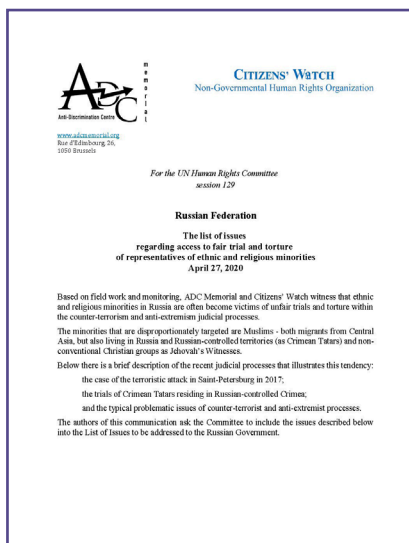 ADC
memorial
Anti-Discrimination Centre
www.adcmemorial.org
Rue d'Edimbourg, 26,
1050 Brussels
CITIZENS' WATCH
Non-Governmental Human Rights Organization
For the UN Human Rights Committee
session 129
Russian Federation
The list of issues
regarding access to fair trial and torture
of representatives of ethnic and religious minorities
April 27, 2020
Based on field work and monitoring, ADC Memorial and Citizens' Watch witness that ethnic
and religious minorities in Russia are often become victims of unfair trials and torture within
the counter-terrorism and anti-extremism judicial processes.
The minorities that are disproportionately targeted are Muslims - both migrants from Central
Asia, but also living in Russia and Russian-controlled territories (as Crimean Tatars) and non-
conventional Christian groups as Jehovah's Witnesses.
Below there is a brief description of the recent judicial processes that illustrates this tendency:
the case of the terroristic attack in Saint-Petersburg in 2017;
the trials of Crimean Tatars residing in Russian-controlled Crimea;
and the typical problematic issues of counter-terrorist and anti-extremist processes.
The authors of this communication ask the Committee to include the issues described below
into the List of Issues to be addressed to the Russian Government.